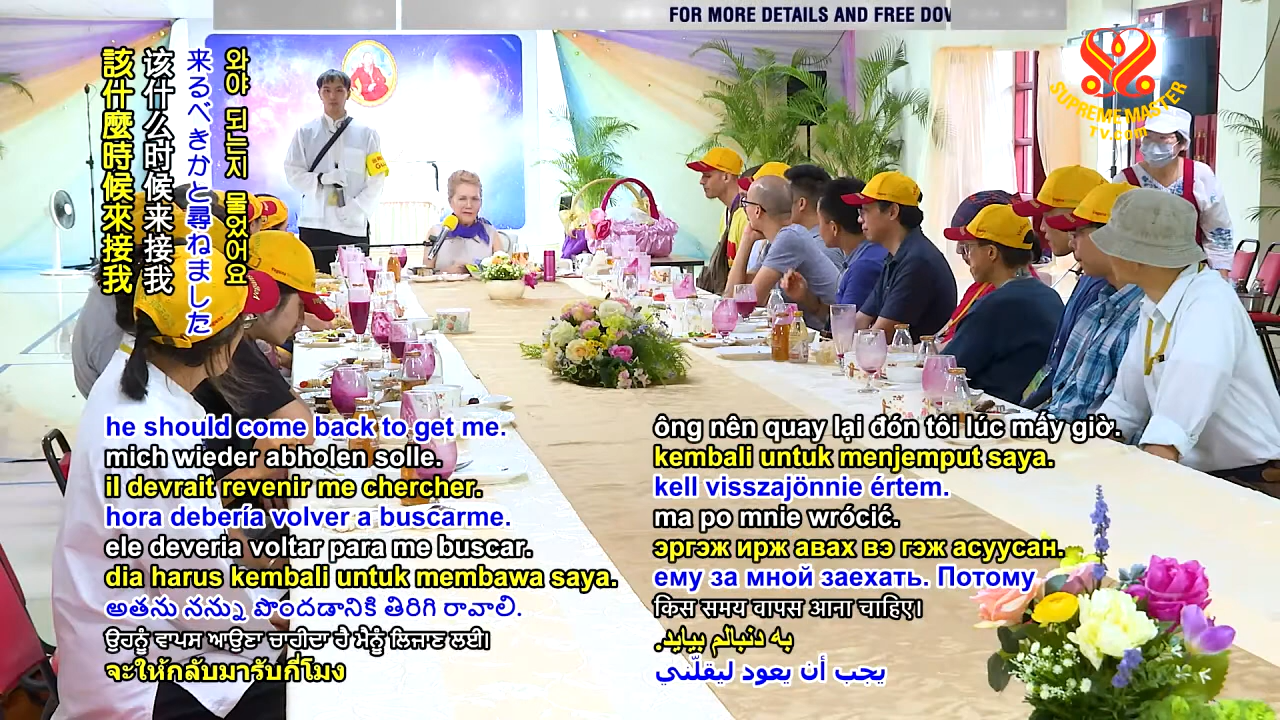 FOR MORE DETAILS AND FREE DOV
SUPREME MASTER
TV.com
와야 되는지 물었어요
来るべきかと尋ねました
该什么时候来接我
該什麼時候來接我
he should come back to get me.
mich wieder abholen solle.
il devrait revenir me chercher.
hora debería volver a buscarme.
ele deveria voltar para me buscar.
dia harus kembali untuk membawa saya.
అతను నన్ను పొందడానికి తిరిగి రావాలి.
ਉਹਨੂੰ ਵਾਪਸ ਆਉਣਾ ਚਾਹੀਦਾ ਹੈ ਮੈਨੂੰ ਲਿਜਾਣ ਲਈ।
จะให้กลับมารับกี่โมง
ông nên quay lại đón tôi lúc mấy giờ.
kembali untuk menjemput saya.
kell visszajönnie értem.
ma po mnie wrócić.
эргэж ирж авах вэ гэж асуусан.
ему за мной заехать. Потому
किस समय वापस आना चाहिए।
به دنبالم بیاید.
يجب أن يعود ليقلّني